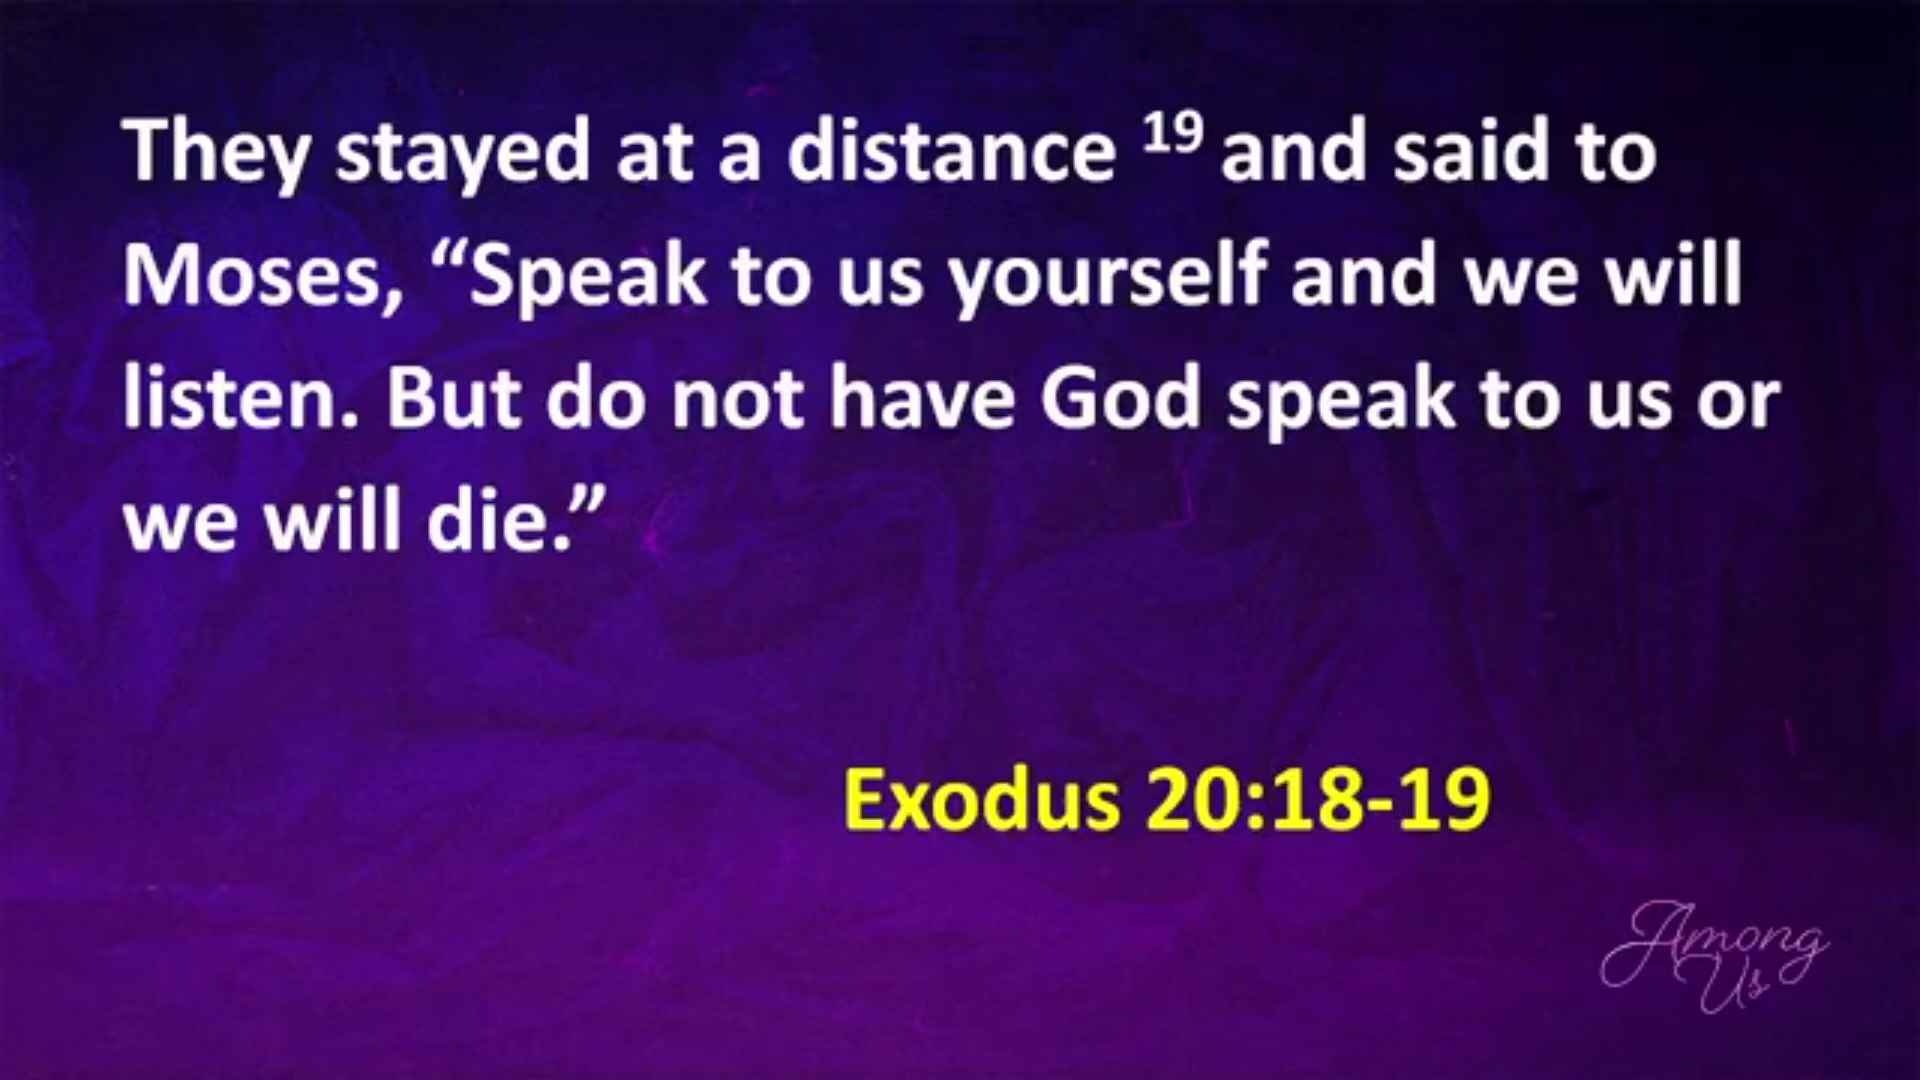 They stayed at a distance 19 and said to
Moses, “Speak to us yourself and we will
listen. But do not have God speak to us or
we will die.”
Exodus 20:18-19
Among
Us